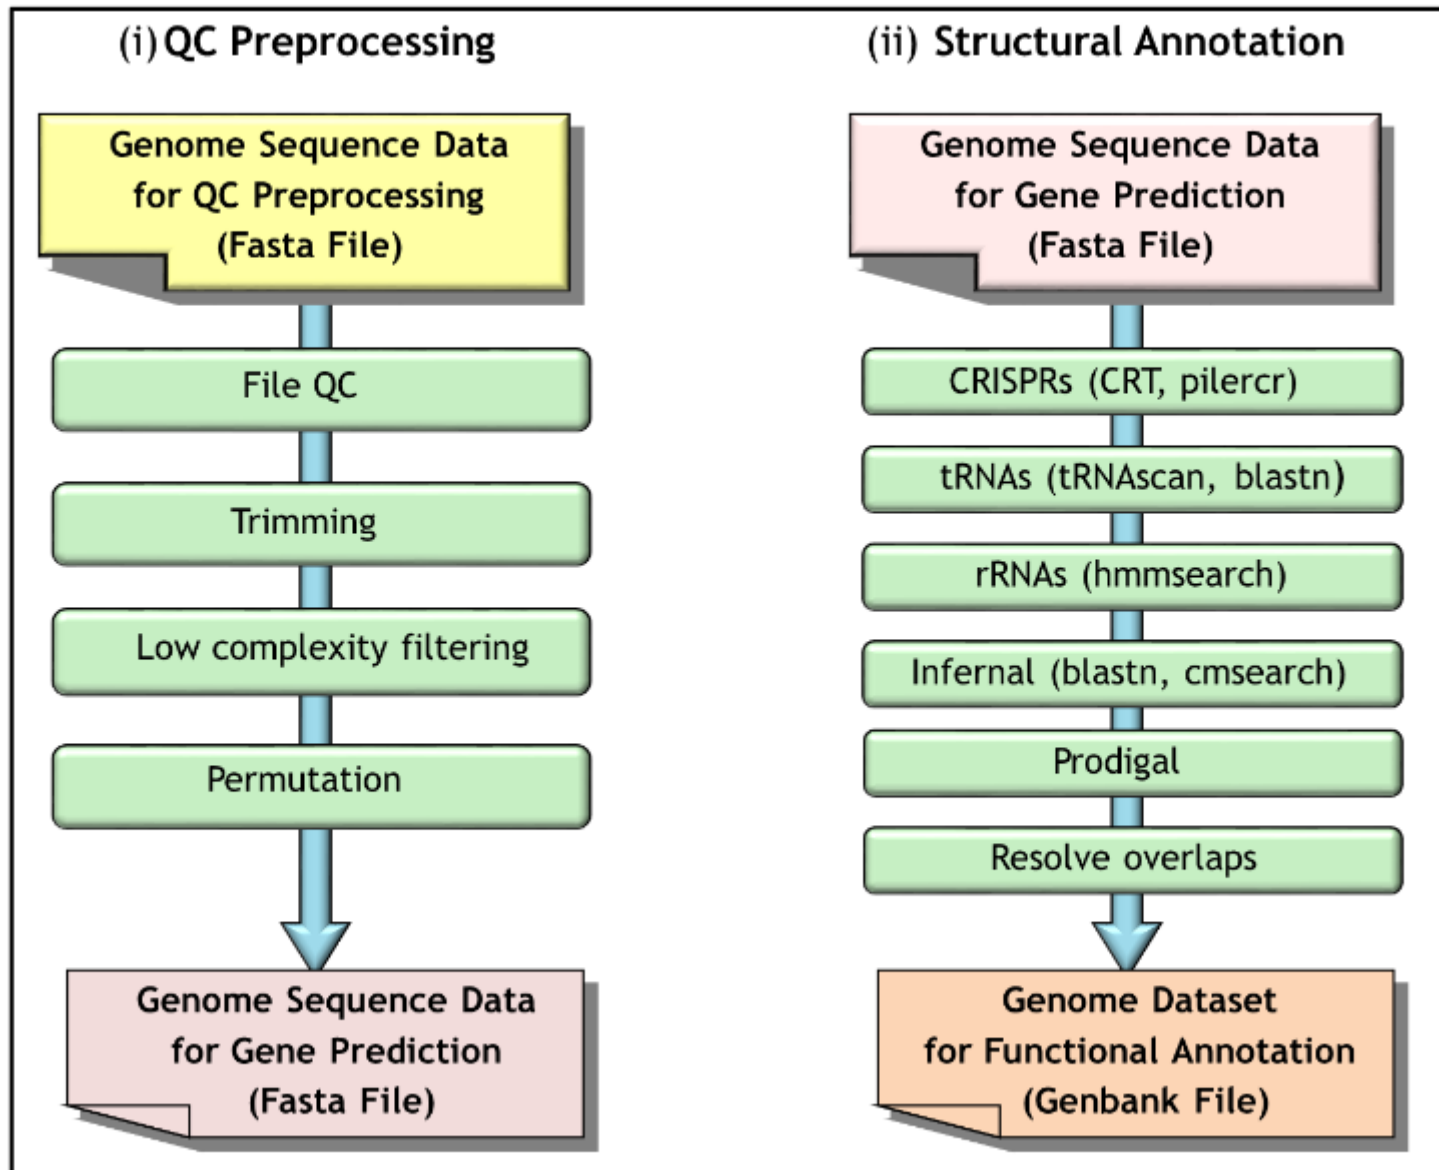 (i) QC Preprocessing
Genome Sequence Data
for QC Preprocessing
(Fasta File)
File QC
Trimming
Low complexity filtering
Permutation
Genome Sequence Data
for Gene Prediction
(Fasta File)
(ii) Structural Annotation
Genome Sequence Data
for Gene Prediction
(Fasta File)
CRISPRs (CRT, pilercr)
tRNAs (tRNAscan, blastn)
rRNAs (hmmsearch)
Infernal (blastn, cmsearch)
Prodigal
Resolve overlaps
Genome Dataset
for Functional Annotation
(Genbank File)